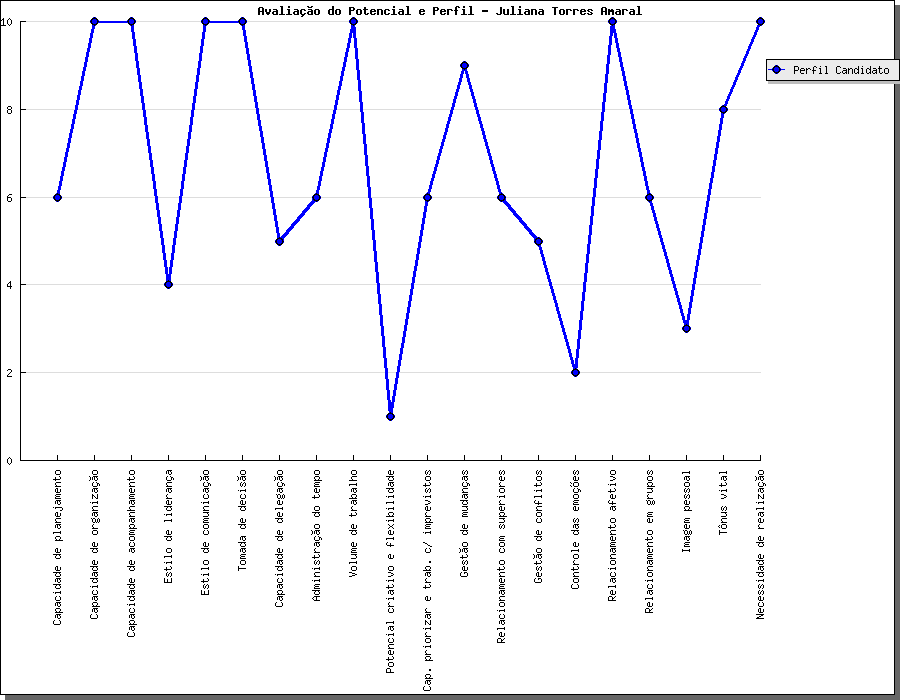 Avaliação do Potencial e Perfil - Juliana Torres Amaral
10
8
6
4
2
0
Perfil Candidato
Capacidade de planejamento
Capacidade de organização
Capacidade de acompanhamento
Estilo de liderança
Estilo de comunicação
Tomada de decisão
Capacidade de delegação
Administração do tempo
Volume de trabalho
Potencial criativo e flexibilidade
Cap. priorizar e trab. c/ imprevistos
Gestão de mudanças
Relacionamento com superiores
Gestão de conflitos
Controle das emoções
Relacionamento afetivo
Relacionamento em grupos
Imagem pessoal
Tônus vital
Necessidade de realização